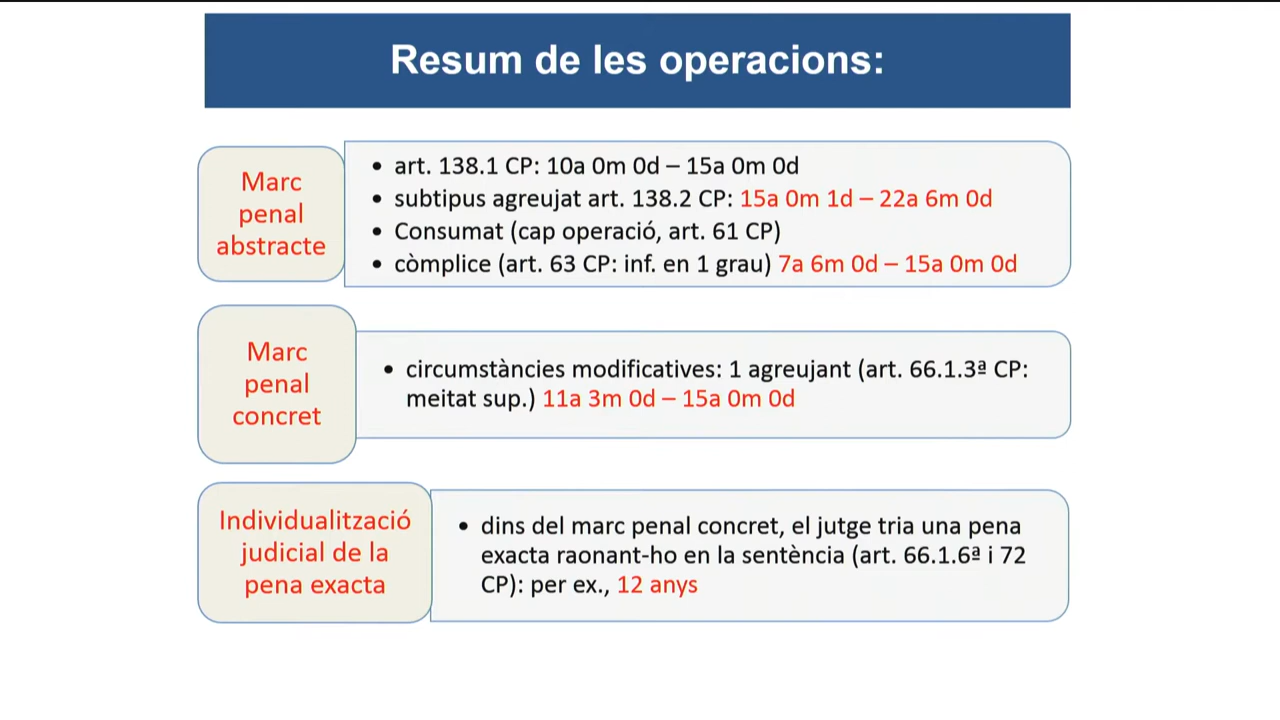 Resum de les operacions:
Marc
penal
abstracte
• art. 138.1 CP: 10a 0m 0d – 15a 0m 0d
• subtipus agreujat art. 138.2 CP: 15a 0m 1d – 22a 6m 0d
• Consumat (cap operació, art. 61 CP)
• còmplice (art. 63 CP: inf. en 1 grau) 7a 6m 0d – 15a 0m 0d
Marc
penal
concret
• circumstàncies modificatives: 1 agreujant (art. 66.1.3ª CP:
meitat sup.) 11a 3m 0d – 15a 0m 0d
Individualització
judicial de la
pena exacta
• dins del marc penal concret, el jutge tria una pena
exacta raonant-ho en la sentència (art. 66.1.6ª i 72
CP): per ex., 12 anys